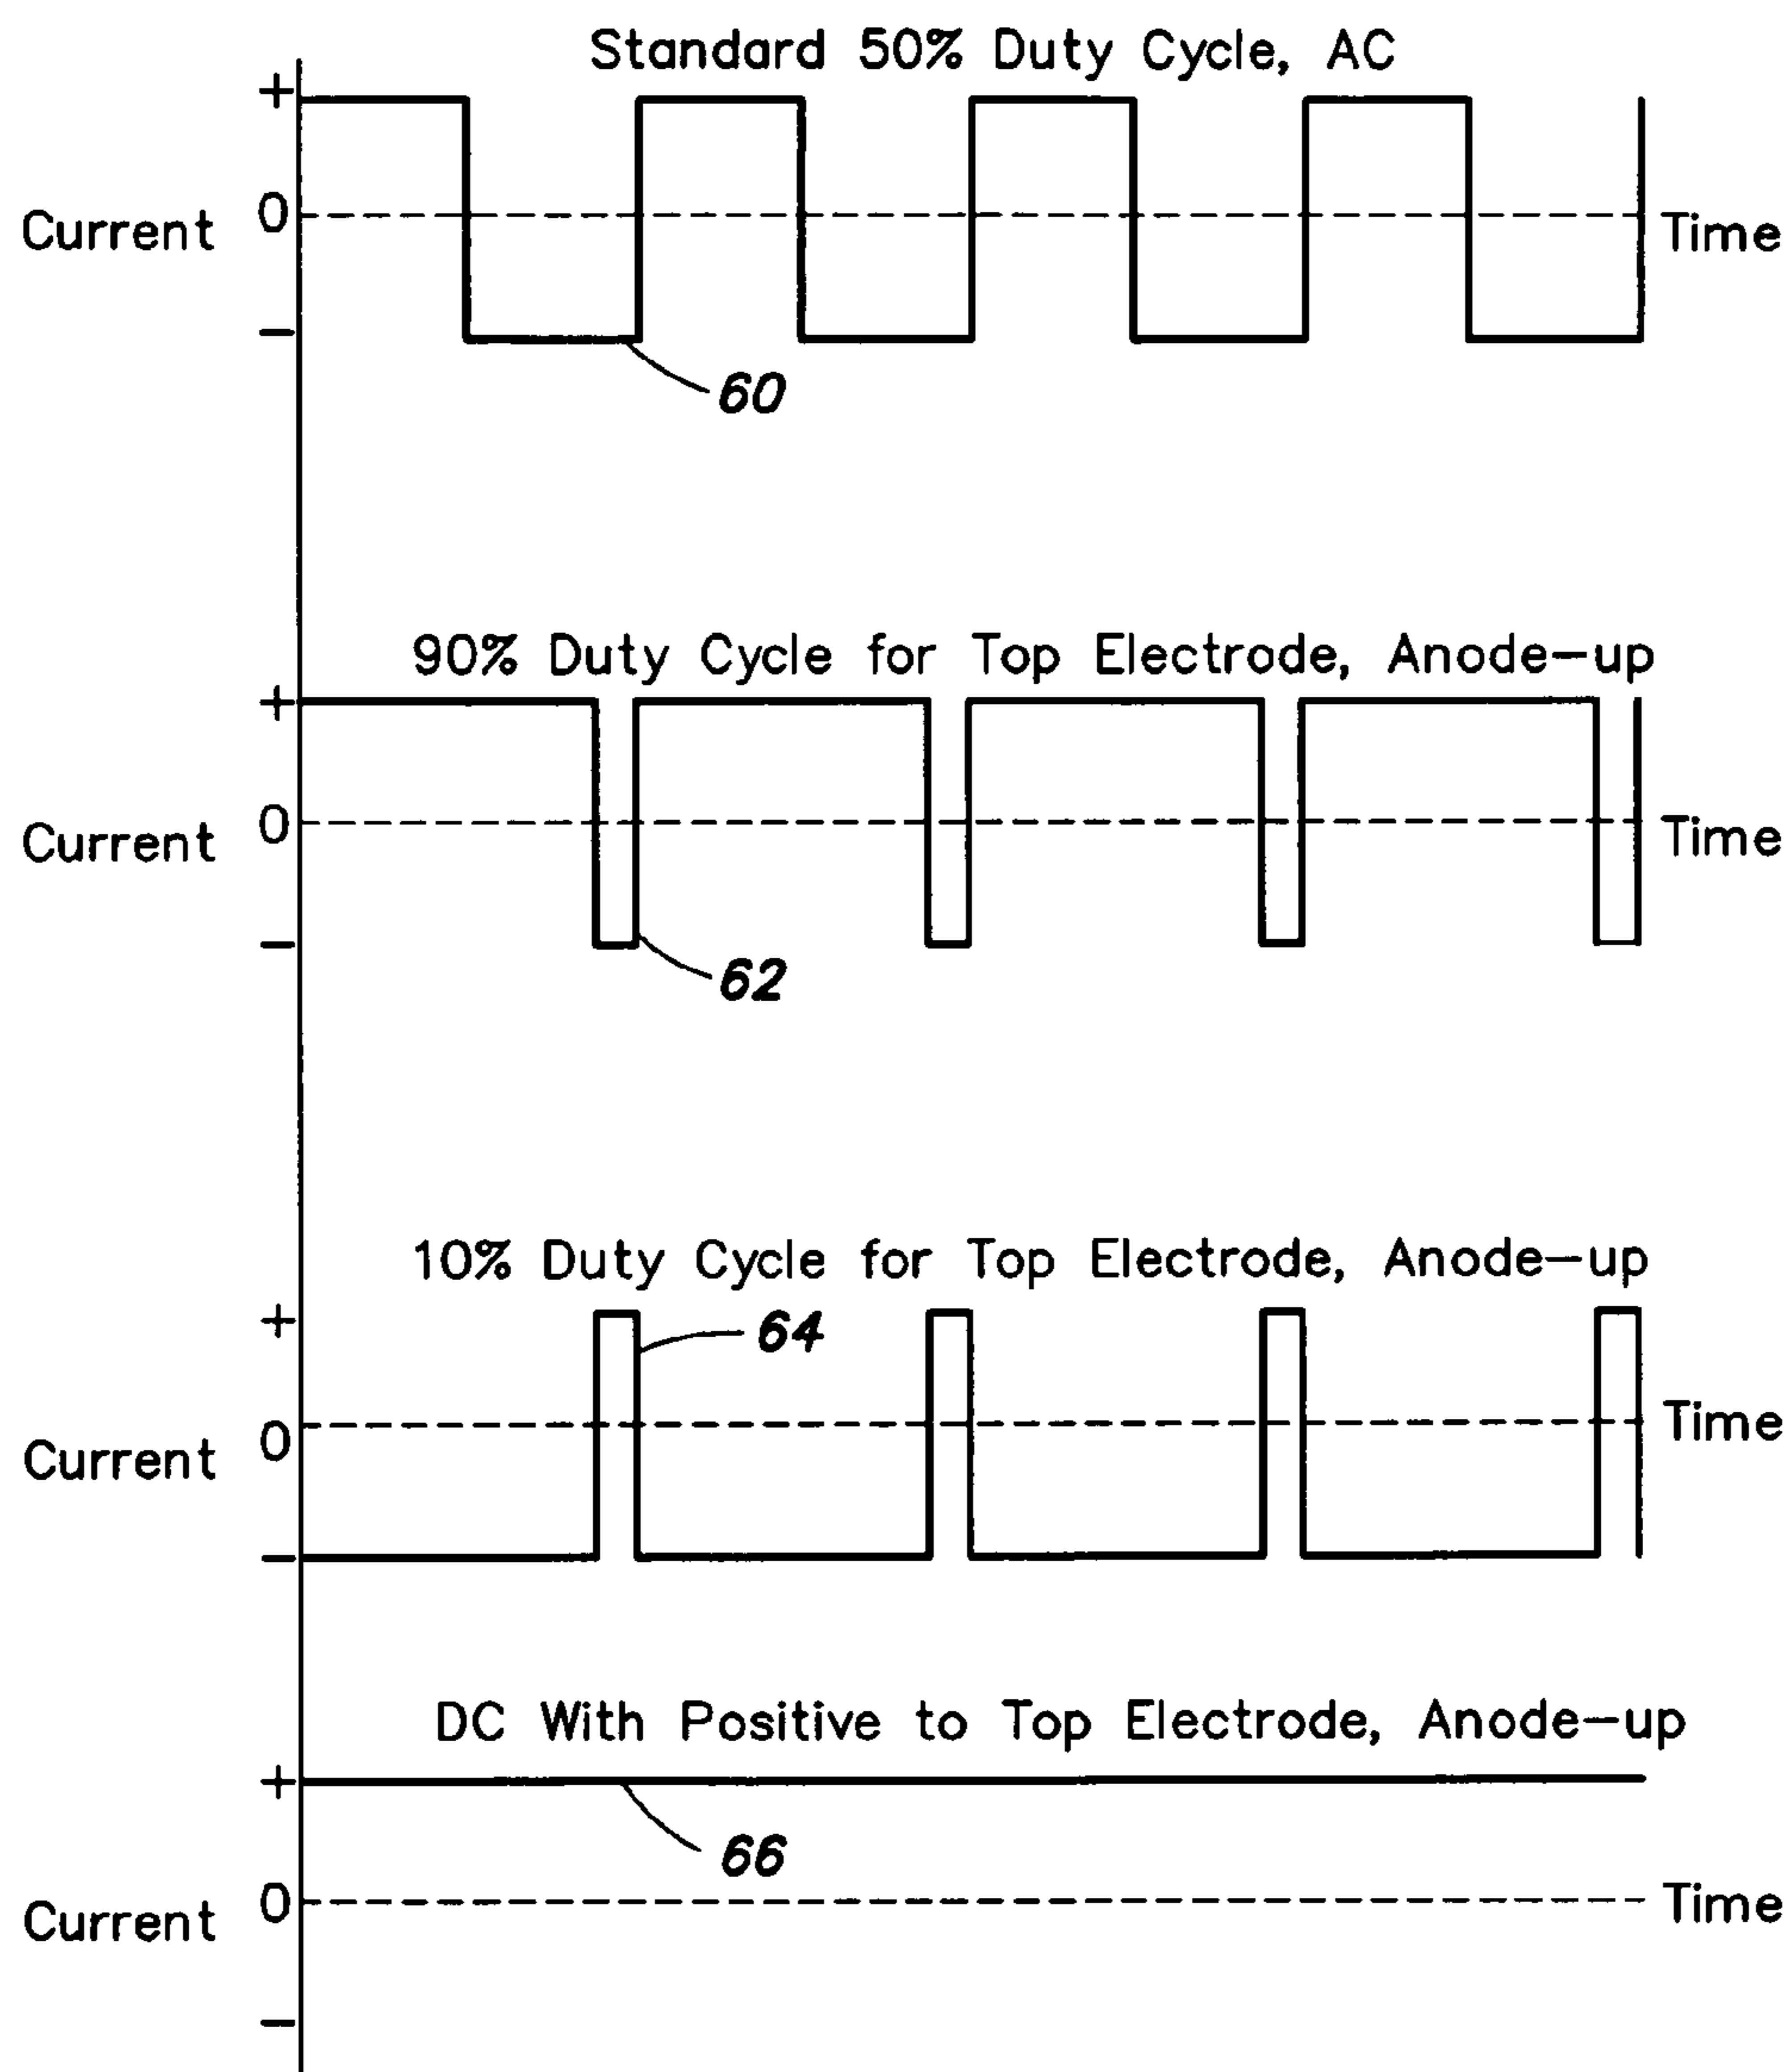 Standard 50% Duty Cycle, AC
+
Current 0 Time
−
60
90% Duty Cycle for Top Electrode, Anode–up
+
Current 0 Time
−
62
10% Duty Cycle for Top Electrode, Anode–up
+
64
Current 0 Time
−
DC With Positive to Top Electrode, Anode–up
+
66
Current 0 Time
−